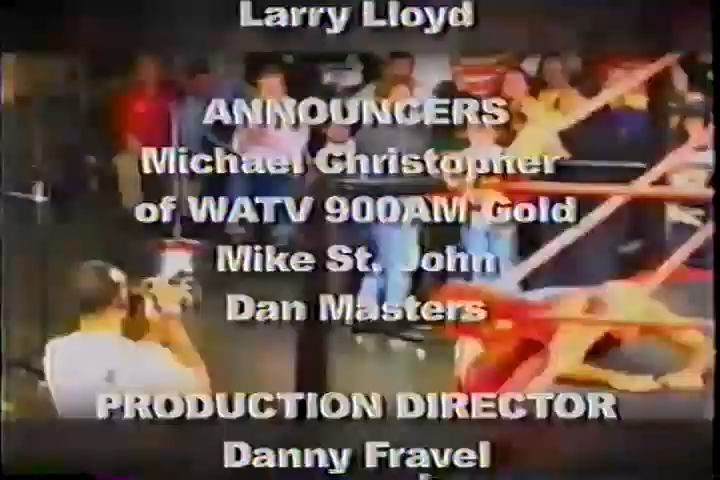 Larry Lloyd
ANNOUNCERS
Michael Christopher
of WATV 900AM Gold
Mike St. John
Dan Masters
PRODUCTION DIRECTOR
Danny Fravel